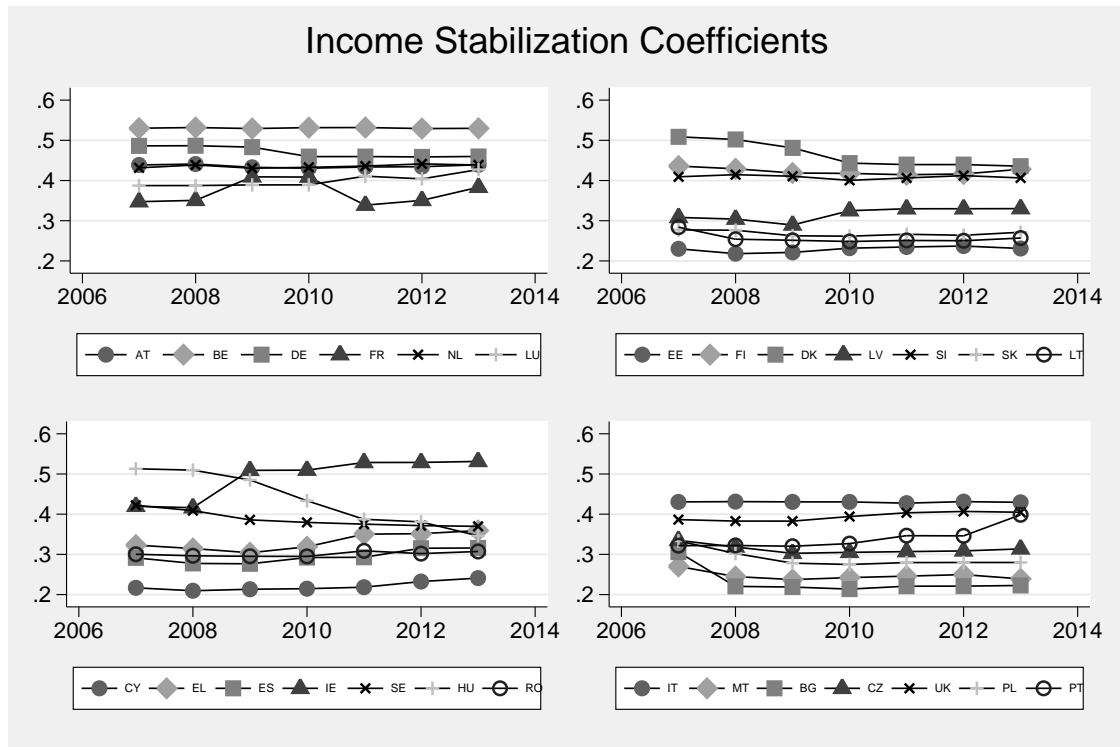 Income Stabilization Coefficients
.6
.5
.4
.3
.2
2006 2008 2010 2012 2014
AT BE DE FR NL LU
.6
.5
.4
.3
.2
2006 2008 2010 2012 2014
EE FI DK LV SI SK LT
.6
.5
.4
.3
.2
2006 2008 2010 2012 2014
CY EL ES IE SE HU RO
.6
.5
.4
.3
.2
2006 2008 2010 2012 2014
IT MT BG CZ UK PL PT